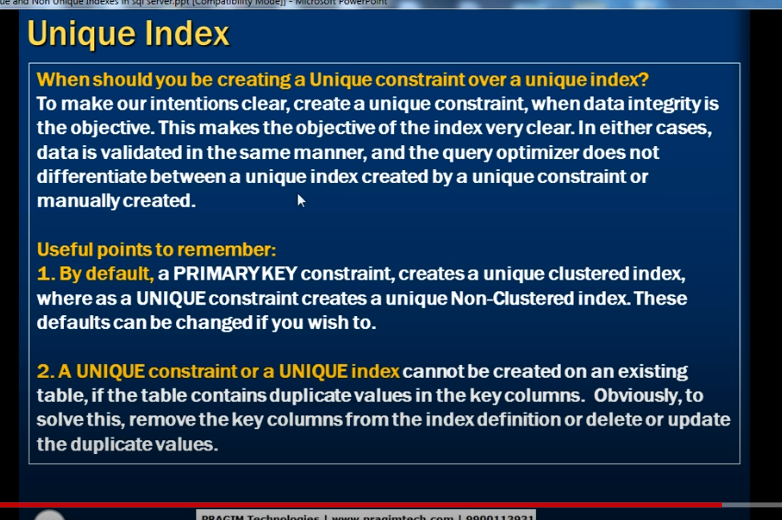 ue and Non Unique Indexes in sql server.ppt [Compatibility Mode]] - Microsoft PowerPoint
Unique Index
When should you be creating a Unique constraint over a unique index?
To make our intentions clear, create a unique constraint, when data integrity is
the objective. This makes the objective of the index very clear. In either cases,
data is validated in the same manner, and the query optimizer does not
differentiate between a unique index created by a unique constraint or
manually created.
Useful points to remember:
1. By default, a PRIMARY KEY constraint, creates a unique clustered index,
where as a UNIQUE constraint creates a unique Non-Clustered index. These
defaults can be changed if you wish to.
2. A UNIQUE constraint or a UNIQUE index cannot be created on an existing
table, if the table contains duplicate values in the key columns. Obviously, to
solve this, remove the key columns from the index definition or delete or update
the duplicate values.
PRAGIM Technologies | www.pragimtech.com | 9900113931